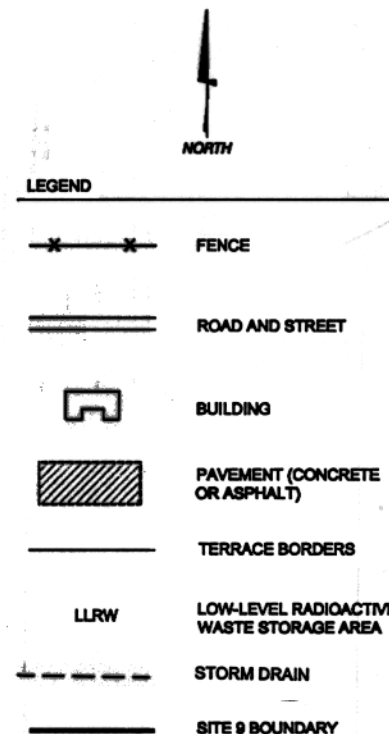 NORTH
LEGEND
FENCE
ROAD AND STREET
BUILDING
PAVEMENT (CONCRETE
OR ASPHALT)
TERRACE BORDERS
LLRW
LOW-LEVEL RADIOACTIVE
WASTE STORAGE AREA
STORM DRAIN
SITE 9 BOUNDARY